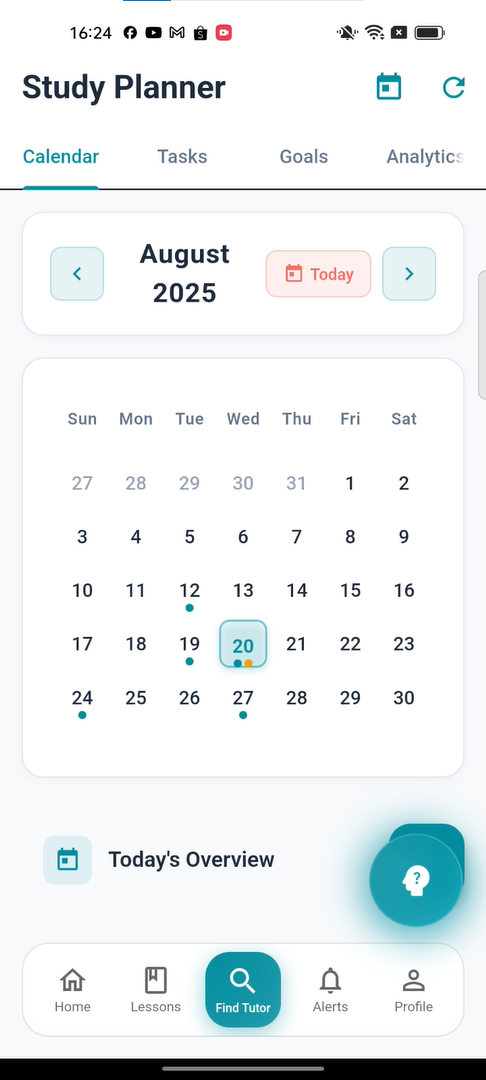 16:24
Study Planner
Calendar Tasks Goals Analytics
August
2025
Today
Sun Mon Tue Wed Thu Fri Sat
27 28 29 30 31 1 2
3 4 5 6 7 8 9
10 11 12 13 14 15 16
17 18 19 20 21 22 23
24 25 26 27 28 29 30
Today's Overview
?
Home Lessons Find Tutor Alerts Profile